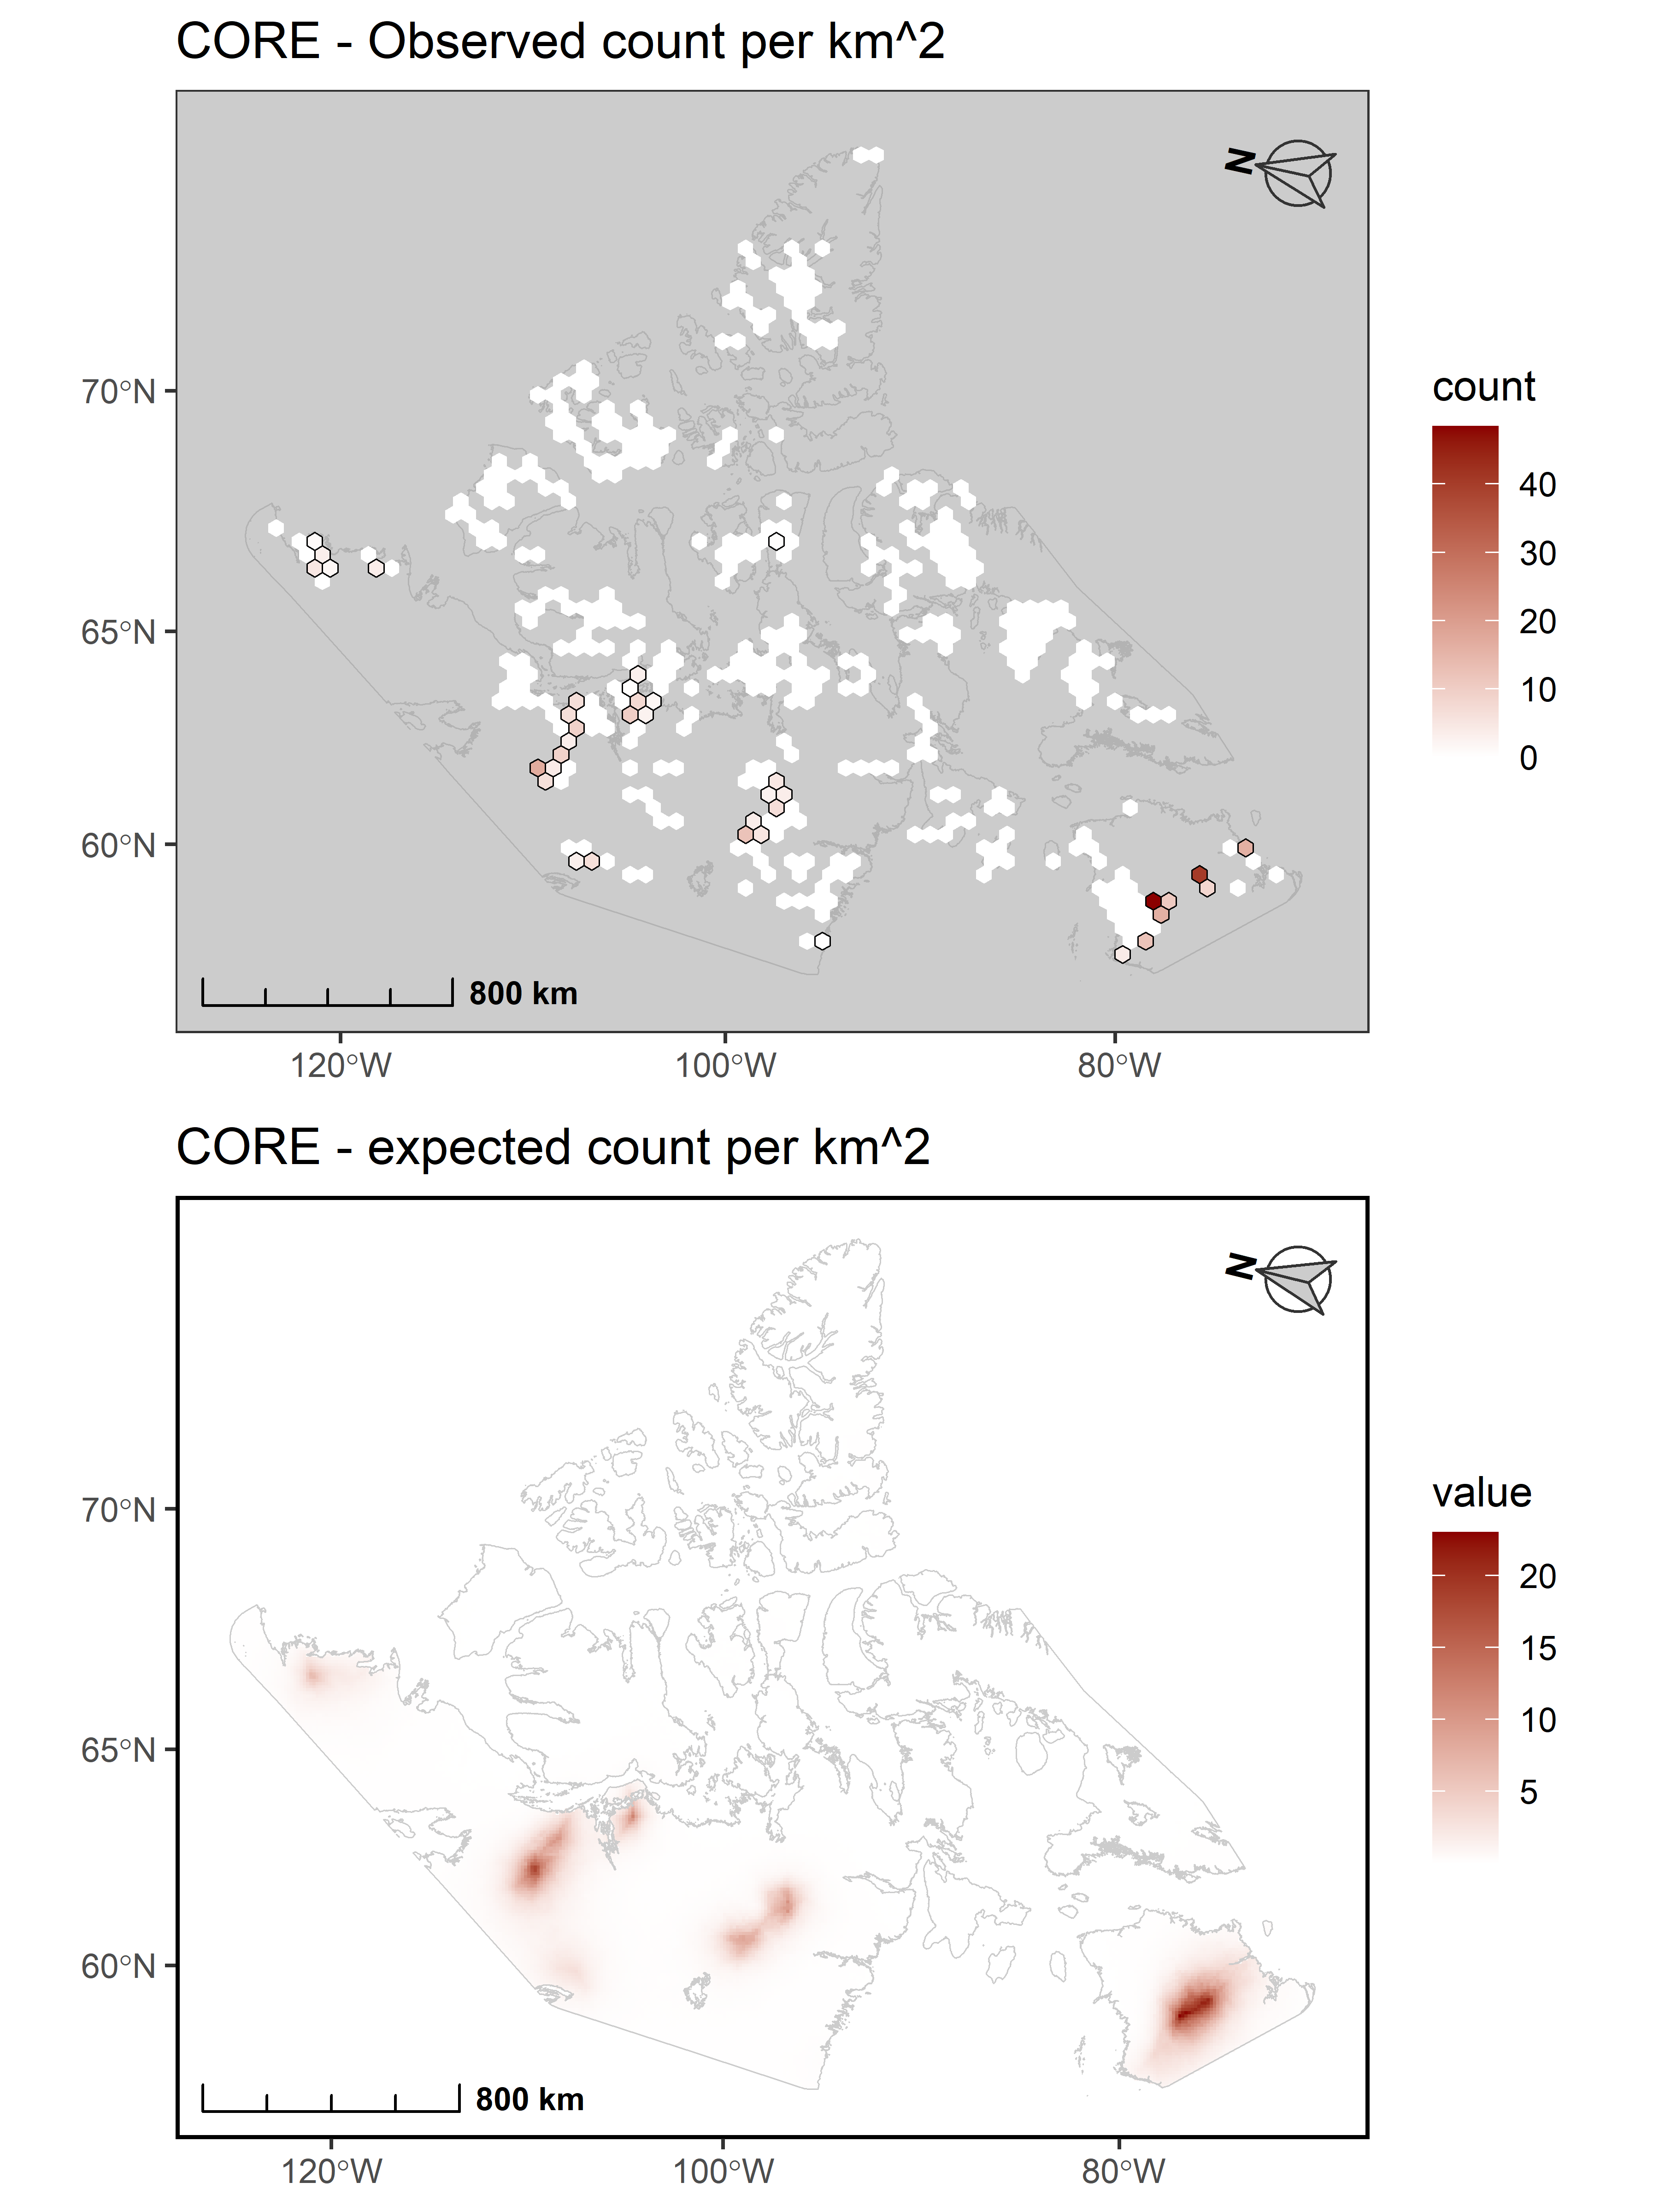 CORE - Observed count per km^2
N
70°N
65°N
60°N
800 km
120°W 100°W 80°W
count
40
30
20
10
0
CORE - expected count per km^2
N
70°N
65°N
60°N
800 km
120°W 100°W 80°W
value
20
15
10
5